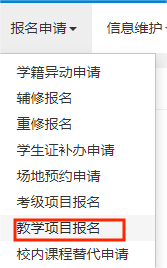 报名申请 信息维护
学籍异动申请
辅修报名
重修报名
学生证补办申请
场地预约申请
考级项目报名
教学项目报名
校内课程替代申请